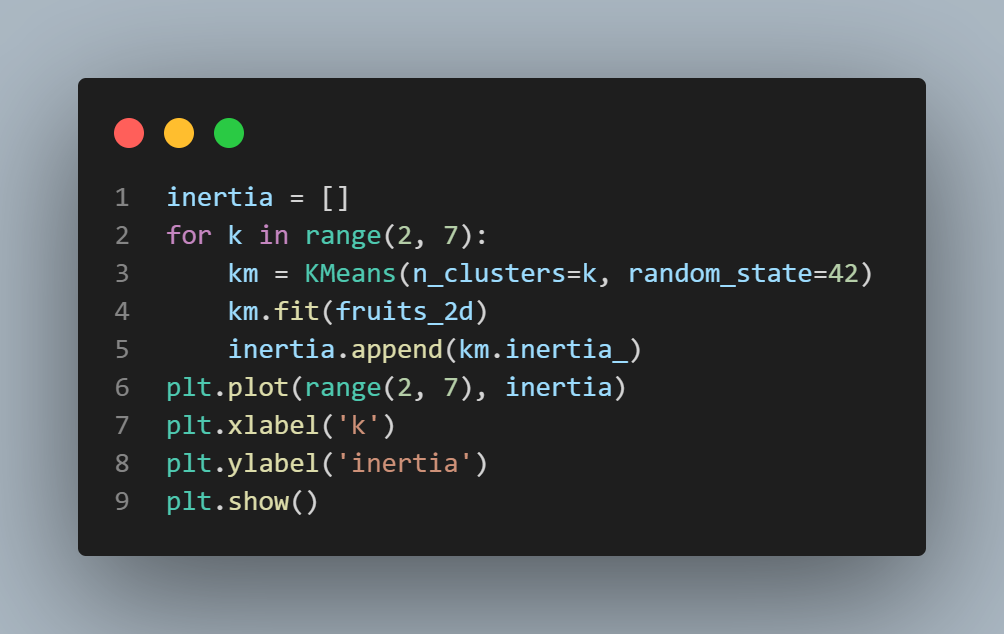 1 inertia = []
2 for k in range(2, 7):
3     km = KMeans(n_clusters=k, random_state=42)
4     km.fit(fruits_2d)
5     inertia.append(km.inertia_)
6 plt.plot(range(2, 7), inertia)
7 plt.xlabel('k')
8 plt.ylabel('inertia')
9 plt.show()